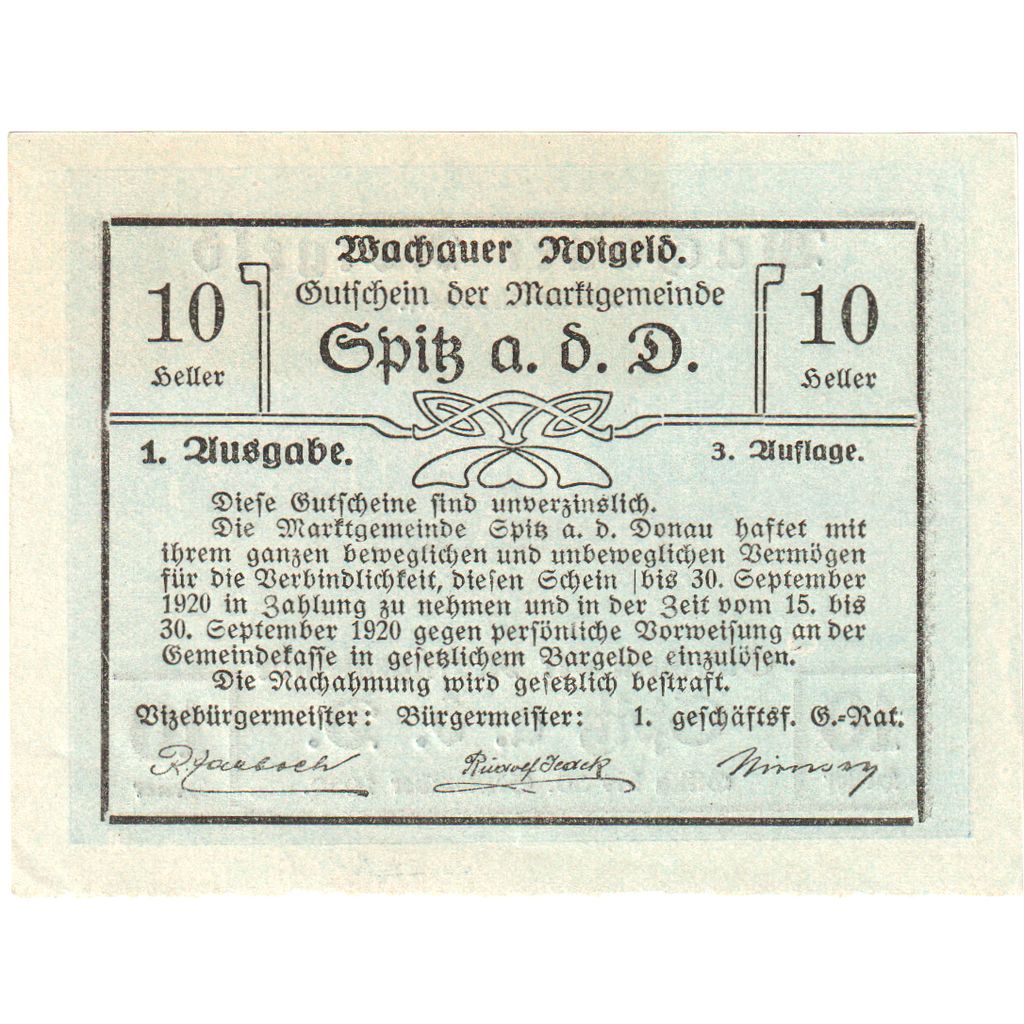 Wachauer Notgeld.
10 Gutschein der Marktgemeinde 10
Heller Spitz a. d. D. Heller
1. Ausgabe. 3. Auflage.
Diese Gutscheine sind unverzinslich.
Die Marktgemeinde Spitz a. d. Donau haftet mit
ihrem ganzen beweglichen und unbeweglichen Vermögen
für die Verbindlichkeit, diesen Schein bis 30. September
1920 in Zahlung zu nehmen und in der Zeit vom 15. bis
30. September 1920 gegen persönliche Vorweisung an der
Gemeindekasse in gesetzlichem Bargelde einzulösen.
Die Nachahmung wird gesetzlich bestraft.
Vizebürgermeister: Bürgermeister: 1. geschäftsf. G.-Rat.
Rudolf